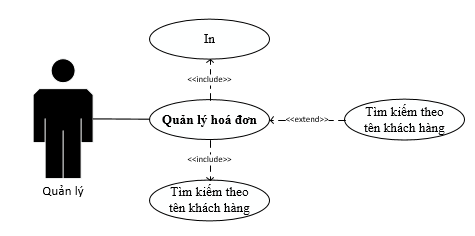 In
<<include>>
Quản lý hoá đơn
<<extend>>
Tìm kiếm theo
tên khách hàng
<<include>>
Quản lý
Tìm kiếm theo
tên khách hàng